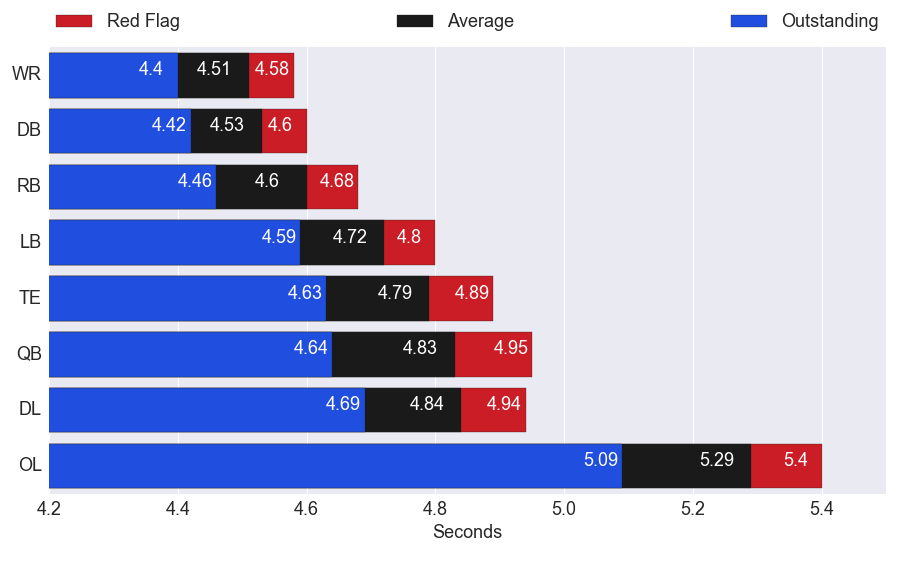 Red Flag Average Outstanding
WR 4.4 4.51 4.58
DB 4.42 4.53 4.6
RB 4.46 4.6 4.68
LB 4.59 4.72 4.8
TE 4.63 4.79 4.89
QB 4.64 4.83 4.95
DL 4.69 4.84 4.94
OL 5.09 5.29 5.4
4.2 4.4 4.6 4.8 5.0 5.2 5.4
Seconds